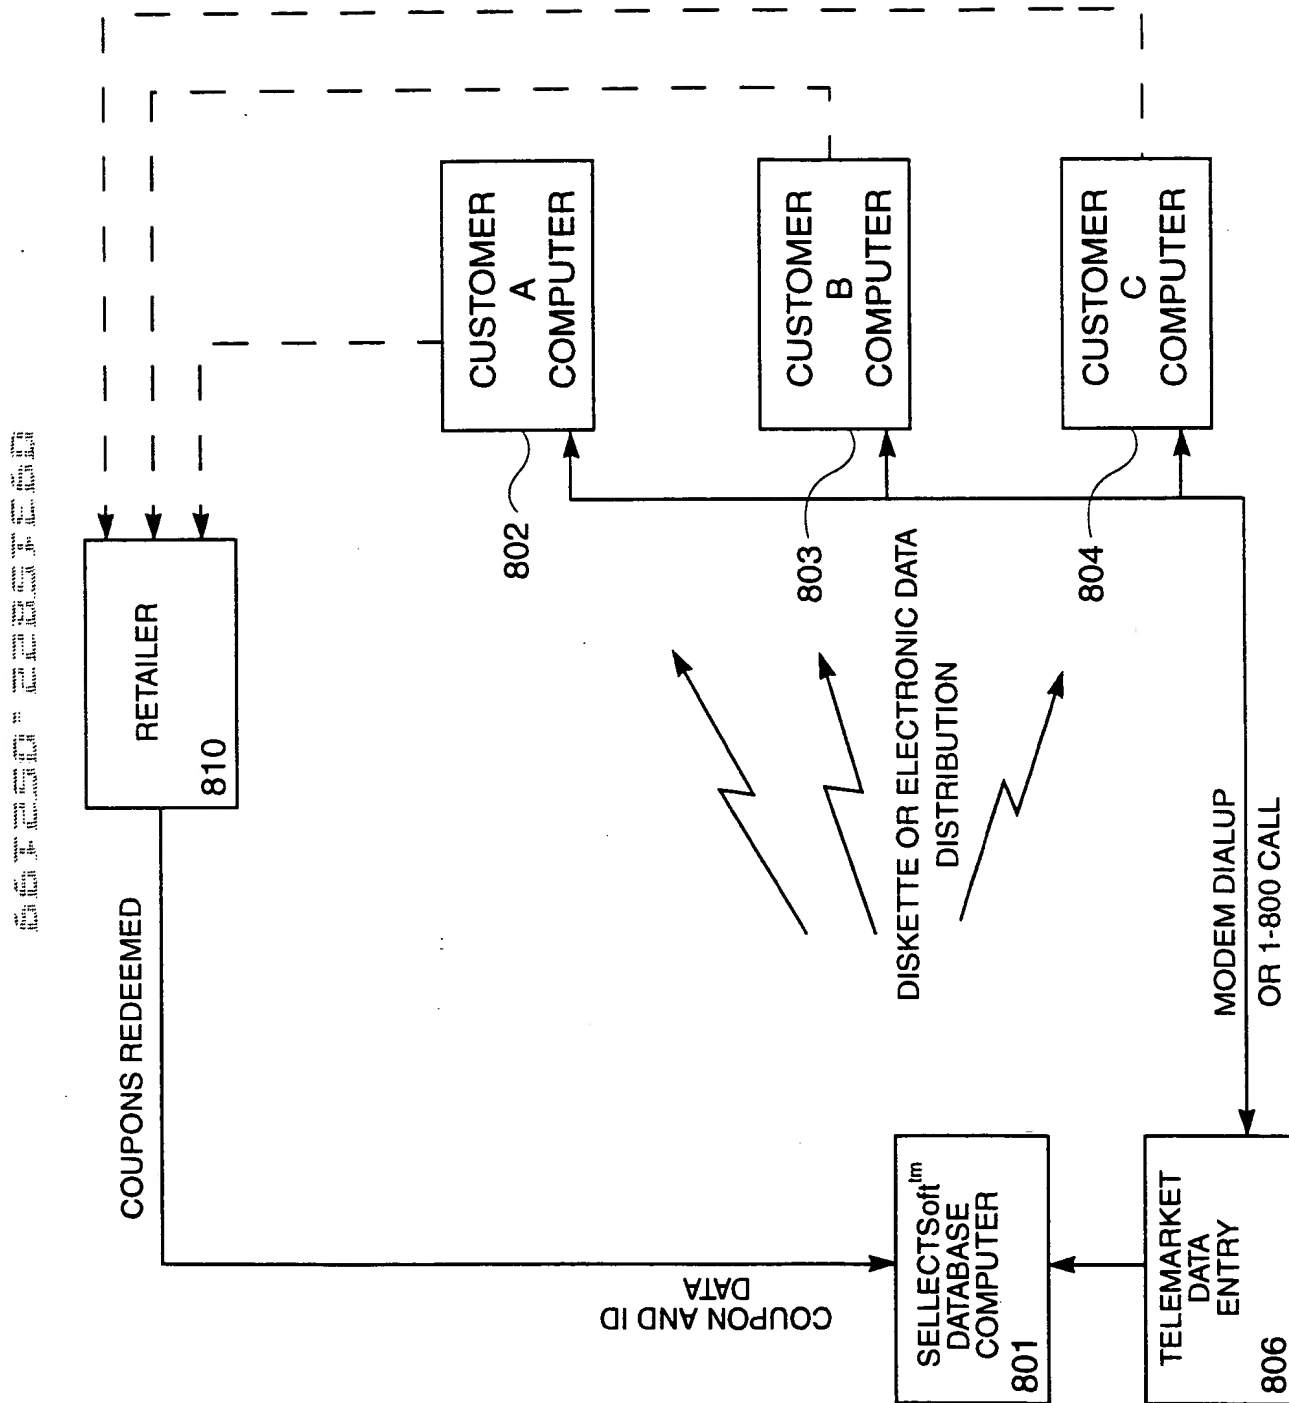 COUPONS REDEEMED
RETAILER
810
CUSTOMER
A
COMPUTER
802
CUSTOMER
B
COMPUTER
803
CUSTOMER
C
COMPUTER
804
DISKETTE OR ELECTRONIC DATA
DISTRIBUTION
COUPON AND ID
DATA
SELLECTSoft™
DATABASE
COMPUTER
801
MODEM DIALUP
OR 1-800 CALL
TELEMARKET
DATA
ENTRY
806